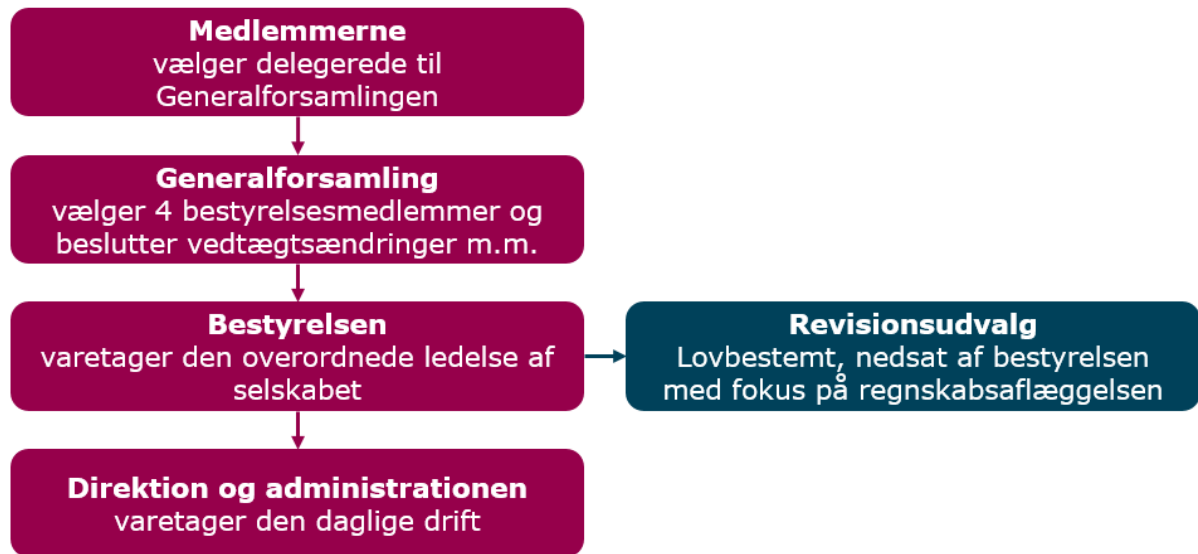 Medlemmerne
vælger delegerede til
Generalforsamlingen
Generalforsamling
vælger 4 bestyrelsesmedlemmer og
beslutter vedtægtsændringer m.m.
Bestyrelsen
varetager den overordnede ledelse af
selskabet
Revisionsudvalg
Lovbestemt, nedsat af bestyrelsen
med fokus på regnskabsaflæggelsen
Direktion og administrationen
varetager den daglige drift